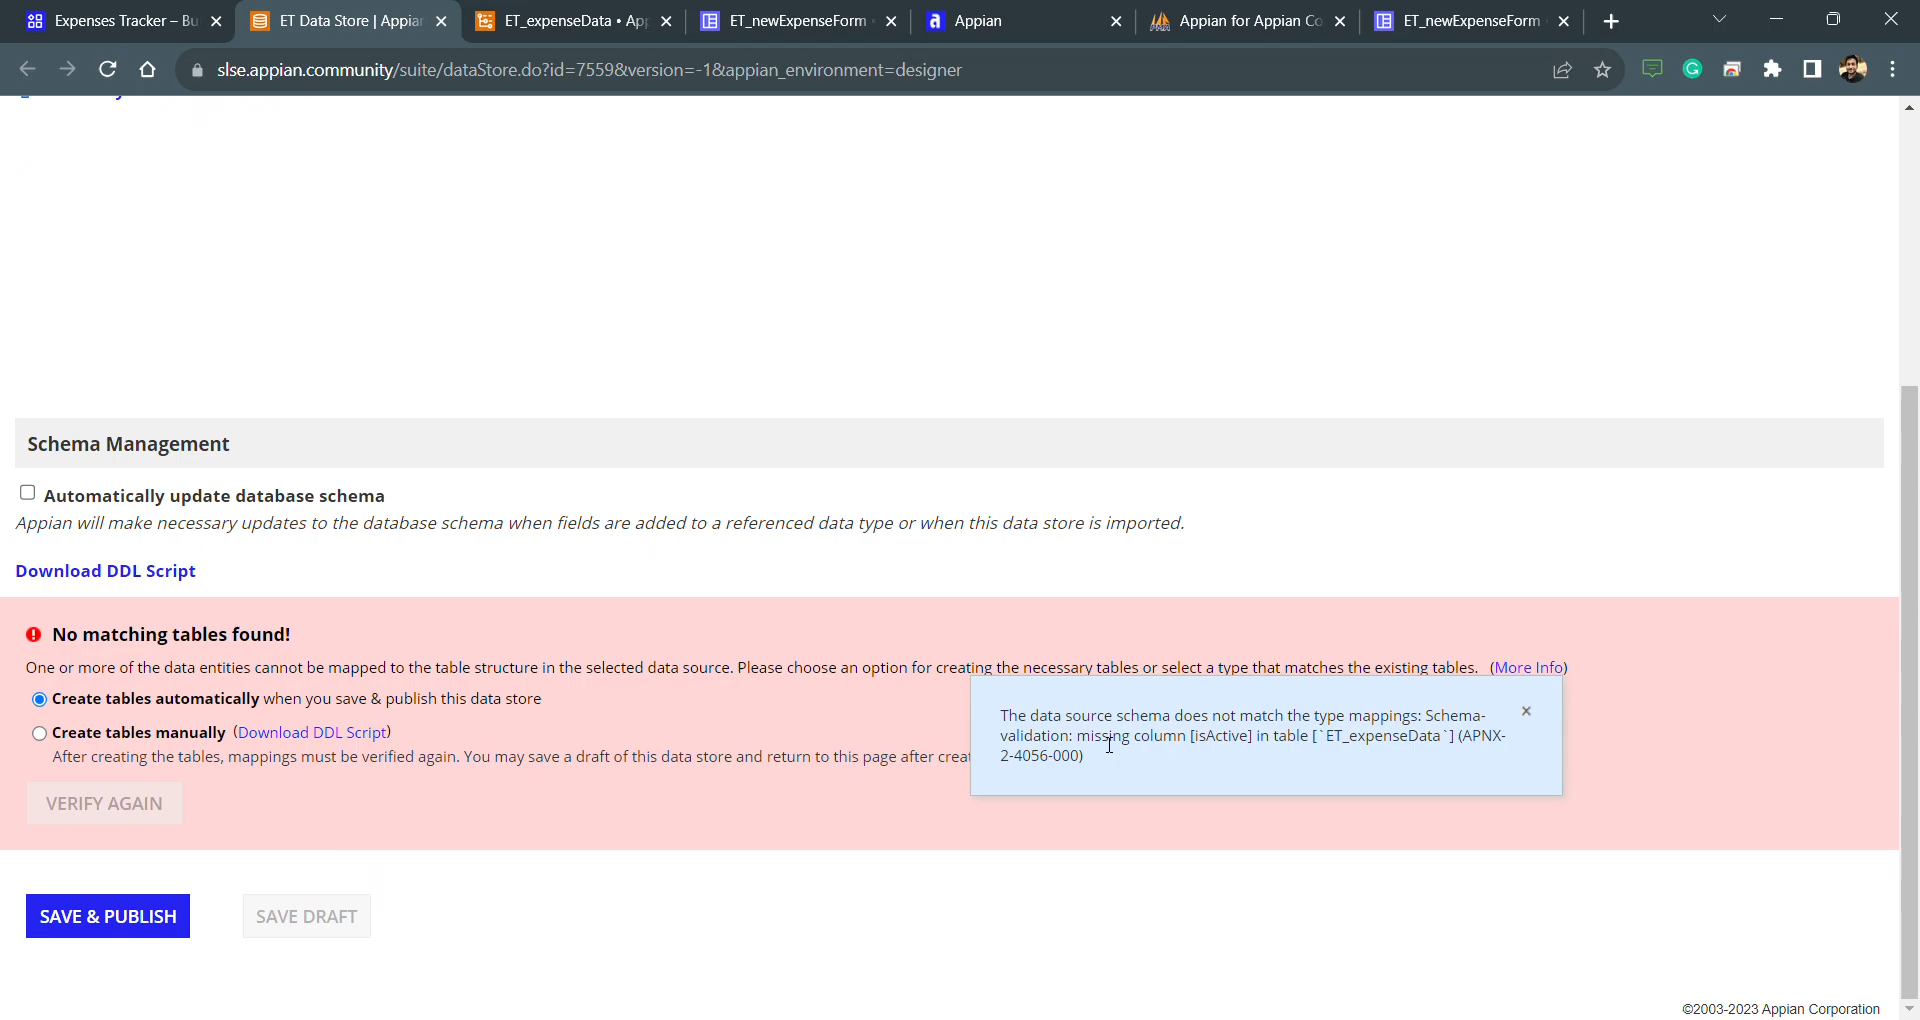 Expenses Tracker – Bu
ET Data Store | Appian
ET_expenseData • App
ET_newExpenseForm
Appian
Appian for Appian Co
ET_newExpenseForm
slse.appian.community/suite/dataStore.do?id=7559&version=-1&appian_environment=designer
Schema Management
Automatically update database schema
Appian will make necessary updates to the database schema when fields are added to a referenced data type or when this data store is imported.
Download DDL Script
No matching tables found!
One or more of the data entities cannot be mapped to the table structure in the selected data source. Please choose an option for creating the necessary tables or select a type that matches the existing tables. (More Info)
Create tables automatically when you save & publish this data store
Create tables manually (Download DDL Script)
After creating the tables, mappings must be verified again. You may save a draft of this data store and return to this page after crea
The data source schema does not match the type mappings: Schema-
validation: missing column [isActive] in table [`ET_expenseData`] (APNX-
2-4056-000)
VERIFY AGAIN
SAVE & PUBLISH
SAVE DRAFT
©2003-2023 Appian Corporation